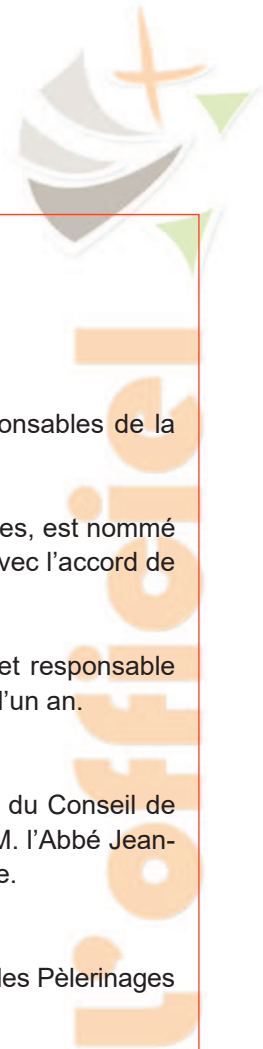 onsables de la
es, est nommé
vec l’accord de
et responsable
l’un an.
du Conseil de
M. l’Abbé Jean-
e.
les Pèlerinages
l’officiel